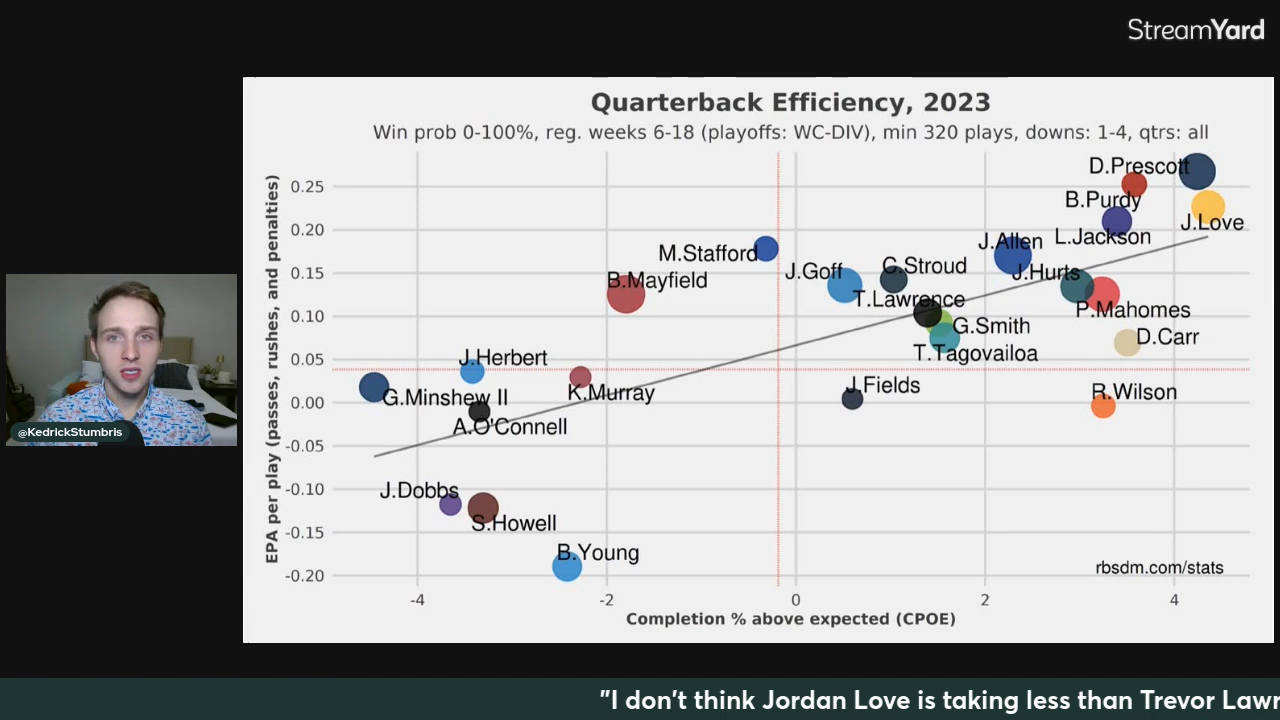 StreamYard
Quarterback Efficiency, 2023
Win prob 0-100%, reg. weeks 6-18 (playoffs: WC-DIV), min 320 plays, downs: 1-4, qtrs: all
EPA per play (passes, rushes, and penalties)
0.25
0.20
0.15
0.10
0.05
0.00
-0.05
-0.10
-0.15
-0.20
D.Prescott
B.Purdy
J.Love
L.Jackson
J.Allen
M.Stafford
J.Goff
C.Stroud
J.Hurts
B.Mayfield
T.Lawrence
P.Mahomes
G.Smith
D.Carr
T.Tagovailoa
J.Herbert
K.Murray
J.Fields
R.Wilson
G.Minshew II
A.O'Connell
J.Dobbs
S.Howell
B.Young
rbsdm.com/stats
-4
-2
0
2
4
Completion % above expected (CPOE)
@KedrickStumbris
"I don't think Jordan Love is taking less than Trevor Lawr